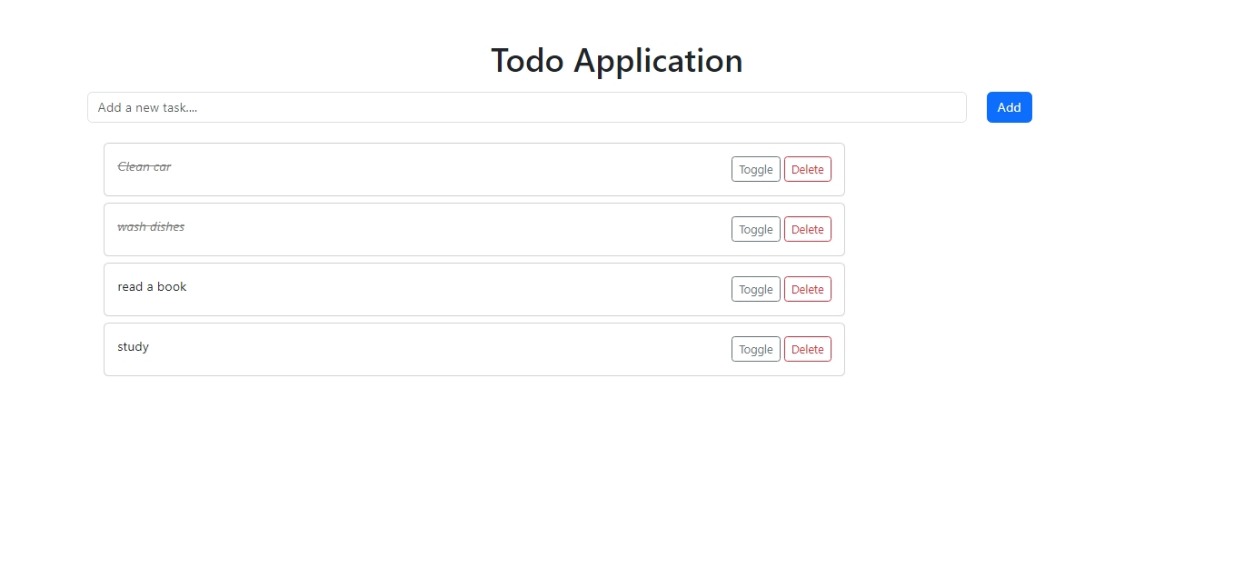 Todo Application
Add a new task....
Add
Clean car
Toggle
Delete
wash dishes
Toggle
Delete
read a book
Toggle
Delete
study
Toggle
Delete